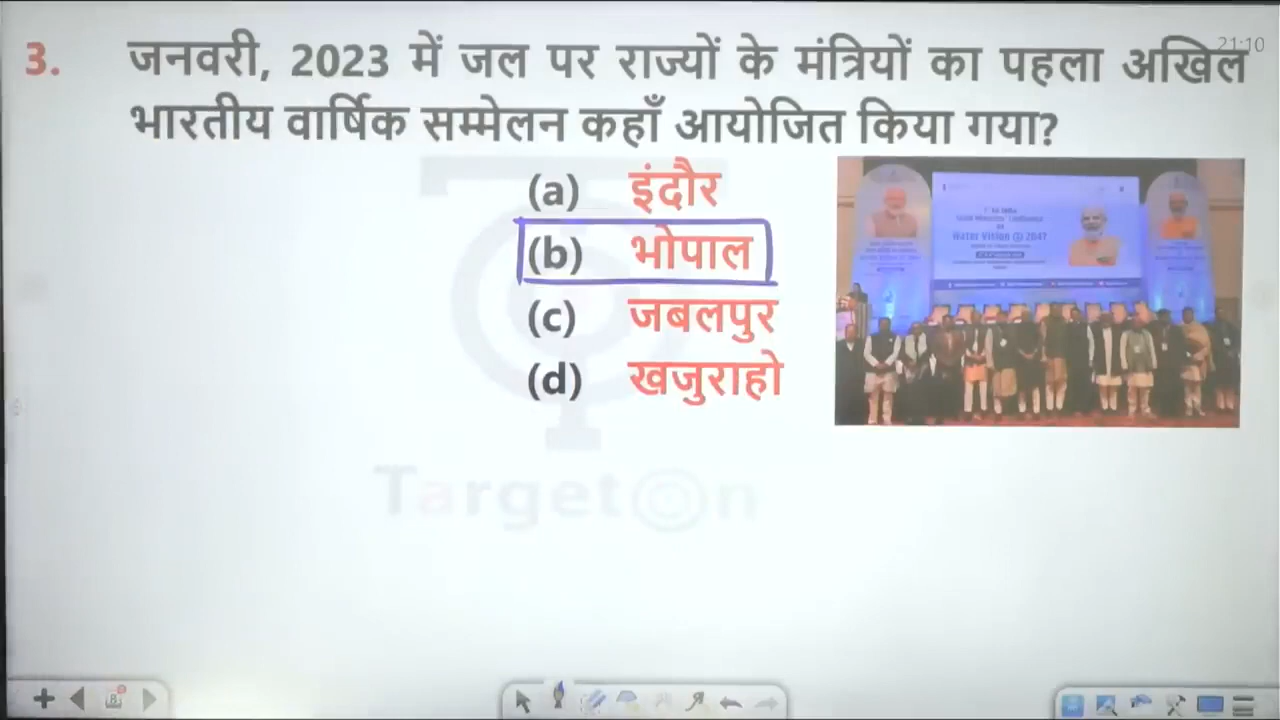 21:10
3. जनवरी, 2023 में जल पर राज्यों के मंत्रियों का पहला अखिल
भारतीय वार्षिक सम्मेलन कहाँ आयोजित किया गया?
(a) इंदौर
(b) भोपाल
(c) जबलपुर
(d) खजुराहो
Water Vision @ 2047
Target@n